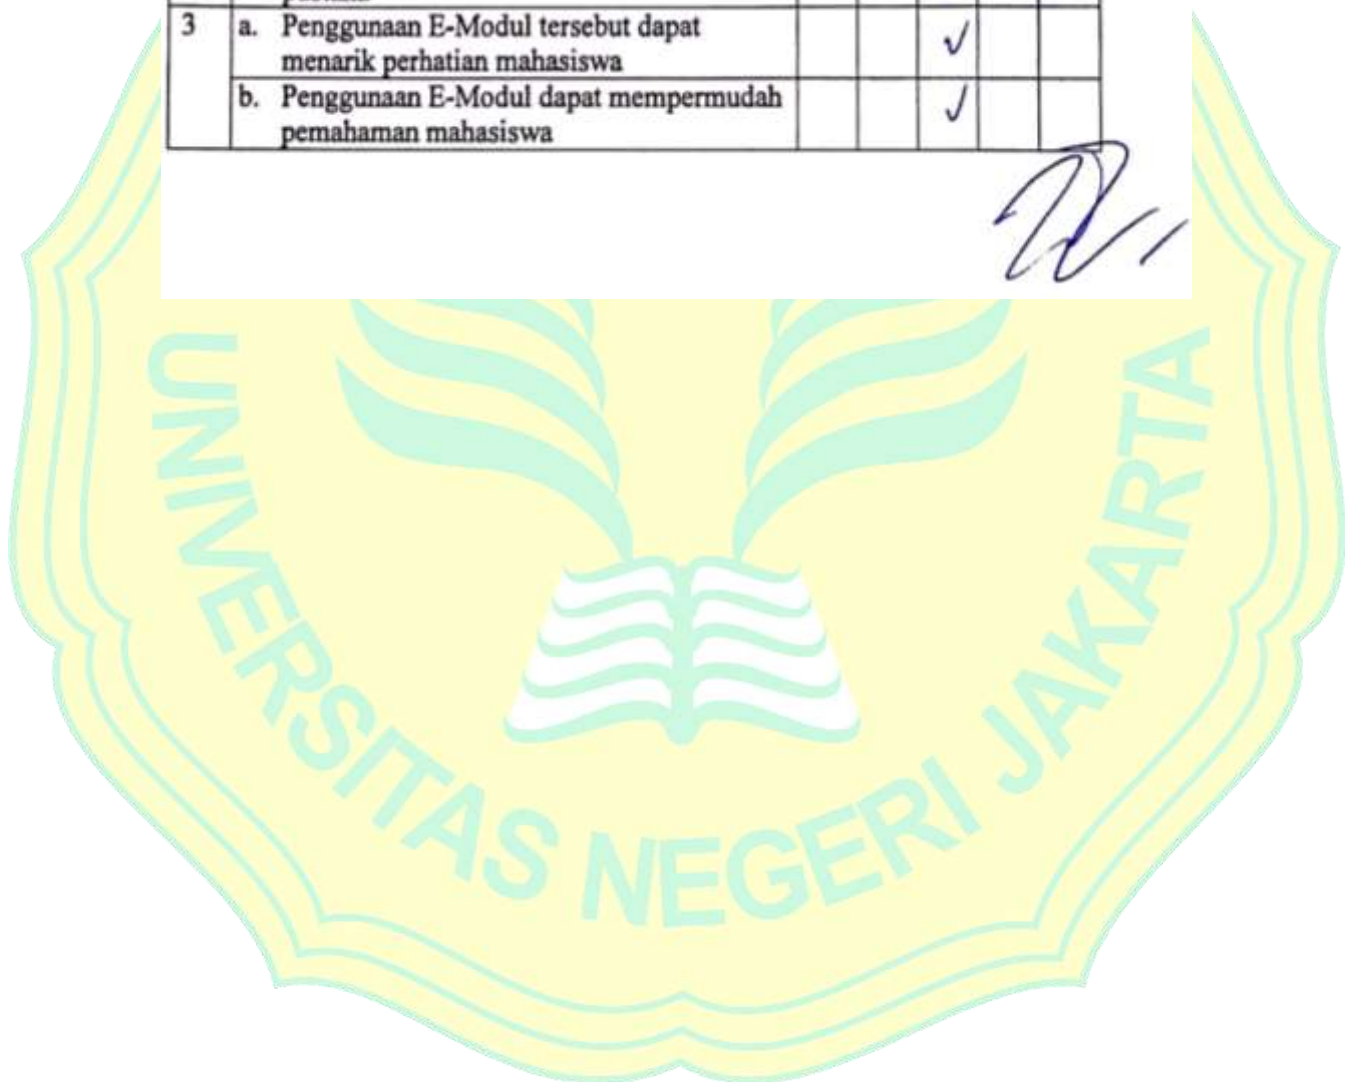 3 a. Penggunaan E-Modul tersebut dapat
menarik perhatian mahasiswa ✓
b. Penggunaan E-Modul dapat mempermudah
pemahaman mahasiswa ✓
UNIVERSITAS NEGERI JAKARTA